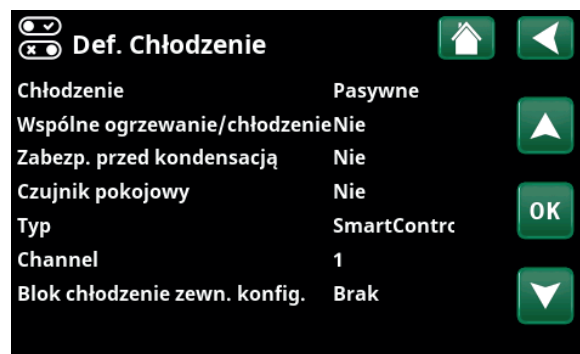 Def. Chłodzenie
Chłodzenie Pasywne
Wspólne ogrzewanie/chłodzenie Nie
Zabezp. przed kondensacją Nie
Czujnik pokojowy Nie
OK
Typ SmartContro
Channel 1
Blok chłodzenie zewn. konfig. Brak